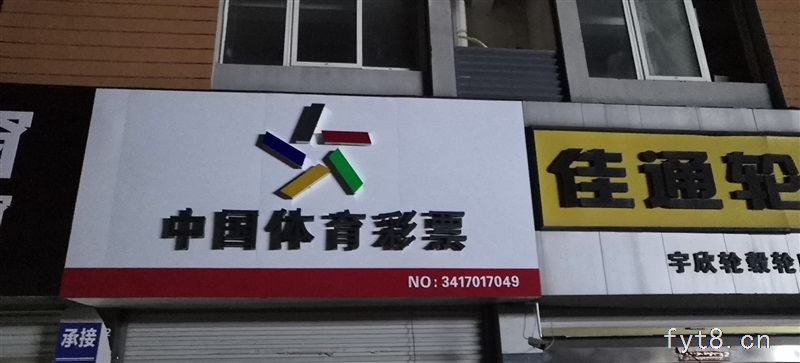 中国体育彩票
NO: 3417017049
佳通轮
宇欣轮毂轮
承接
fyt8.cn